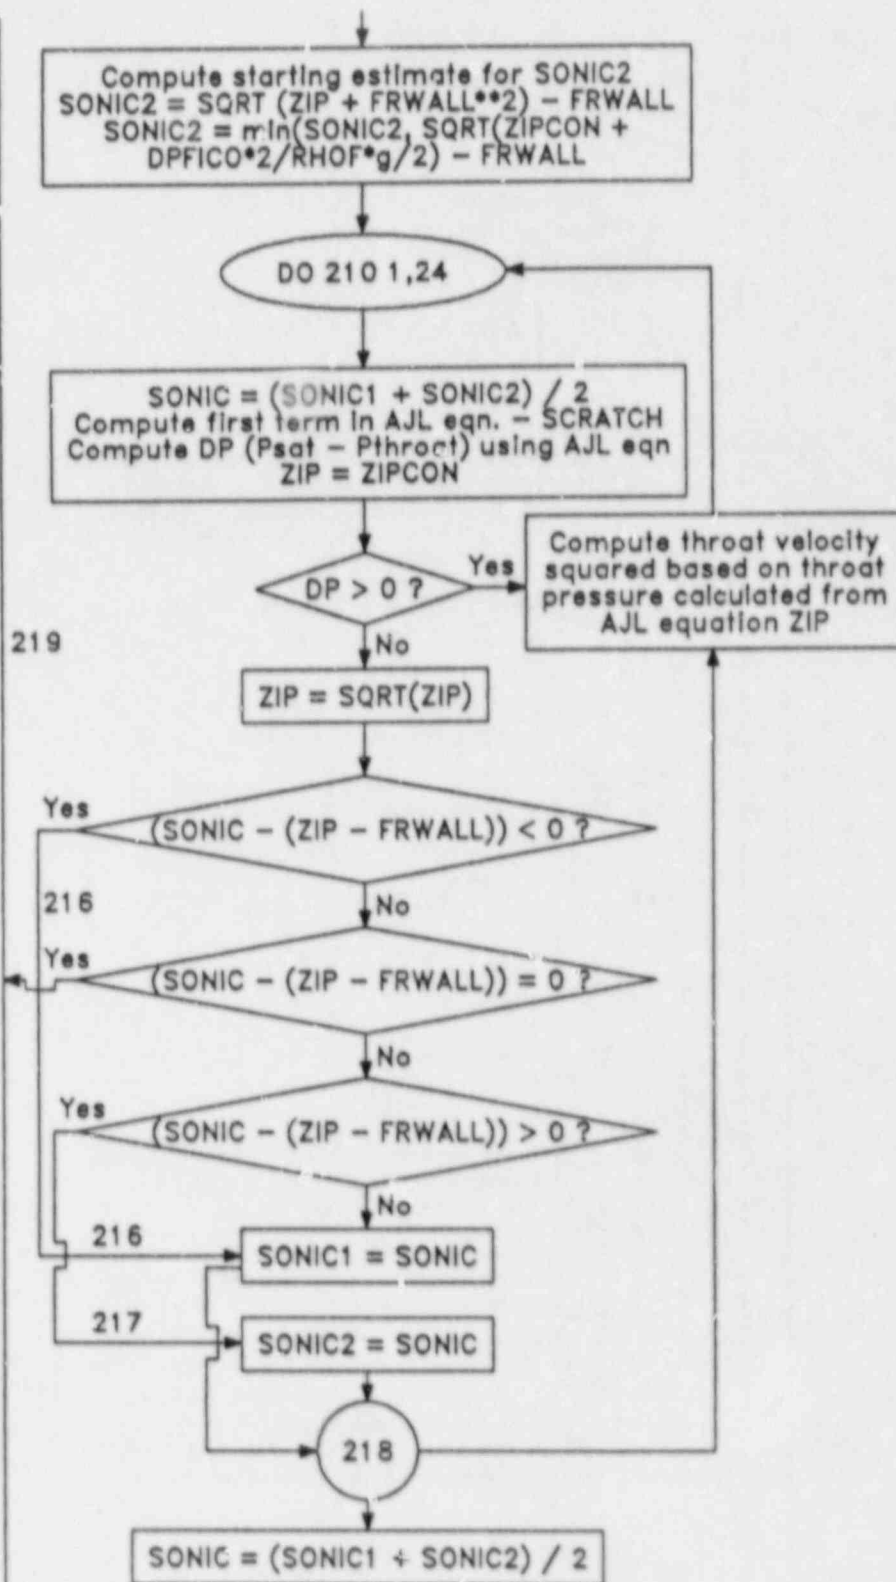 Compute starting estimate for SONIC2
SONIC2 = SQRT (ZIP + FRWALL**2) - FRWALL
SONIC2 = min(SONIC2, SQRT(ZIPCON +
DPFICO*2/RHOF*g/2) - FRWALL
DO 210 1,24
SONIC = (SONIC1 + SONIC2) / 2
Compute first term in AJL eqn. - SCRATCH
Compute DP (Psat - Pthroat) using AJL eqn
ZIP = ZIPCON
DP > 0 ?
Yes
Compute throat velocity
squared based on throat
pressure calculated from
AJL equation ZIP
No
219
ZIP = SQRT(ZIP)
Yes
(SONIC - (ZIP - FRWALL)) < 0 ?
216
No
Yes
(SONIC - (ZIP - FRWALL)) = 0 ?
No
Yes
(SONIC - (ZIP - FRWALL)) > 0 ?
No
216
SONIC1 = SONIC
217
SONIC2 = SONIC
218
SONIC = (SONIC1 + SONIC2) / 2